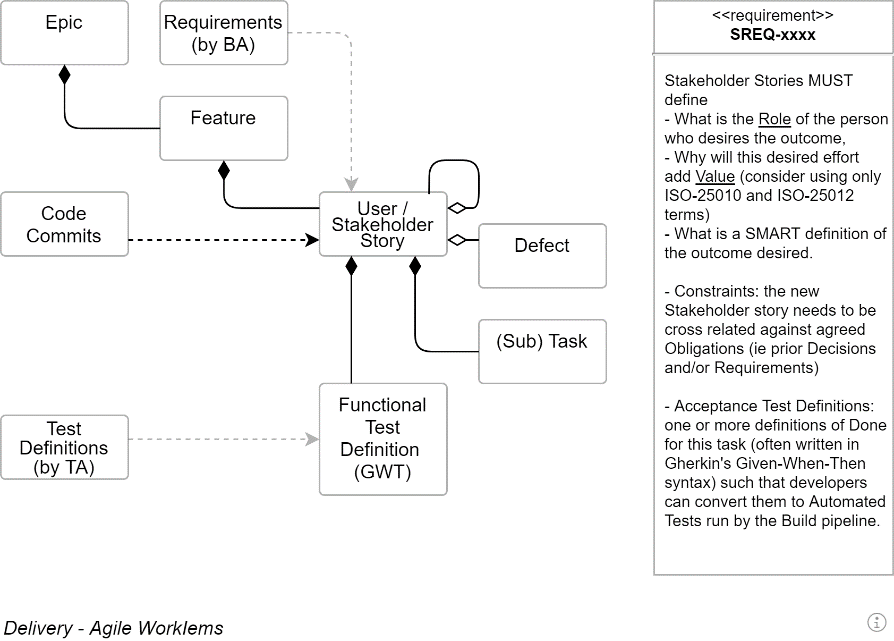 Epic
Requirements
(by BA)
<<requirement>>
SREQ-xxxx
Feature
Code
Commits
User /
Stakeholder
Story
Defect
(Sub) Task
Functional
Test
Definition
(GWT)
Test
Definitions
(by TA)
Stakeholder Stories MUST
define
- What is the Role of the person
who desires the outcome,
- Why will this desired effort
add Value (consider using only
ISO-25010 and ISO-25012
terms)
- What is a SMART definition of
the outcome desired.
- Constraints: the new
Stakeholder story needs to be
cross related against agreed
Obligations (ie prior Decisions
and/or Requirements)
- Acceptance Test Definitions:
one or more definitions of Done
for this task (often written in
Gherkin's Given-When-Then
syntax) such that developers
can convert them to Automated
Tests run by the Build pipeline.
Delivery - Agile Worklems